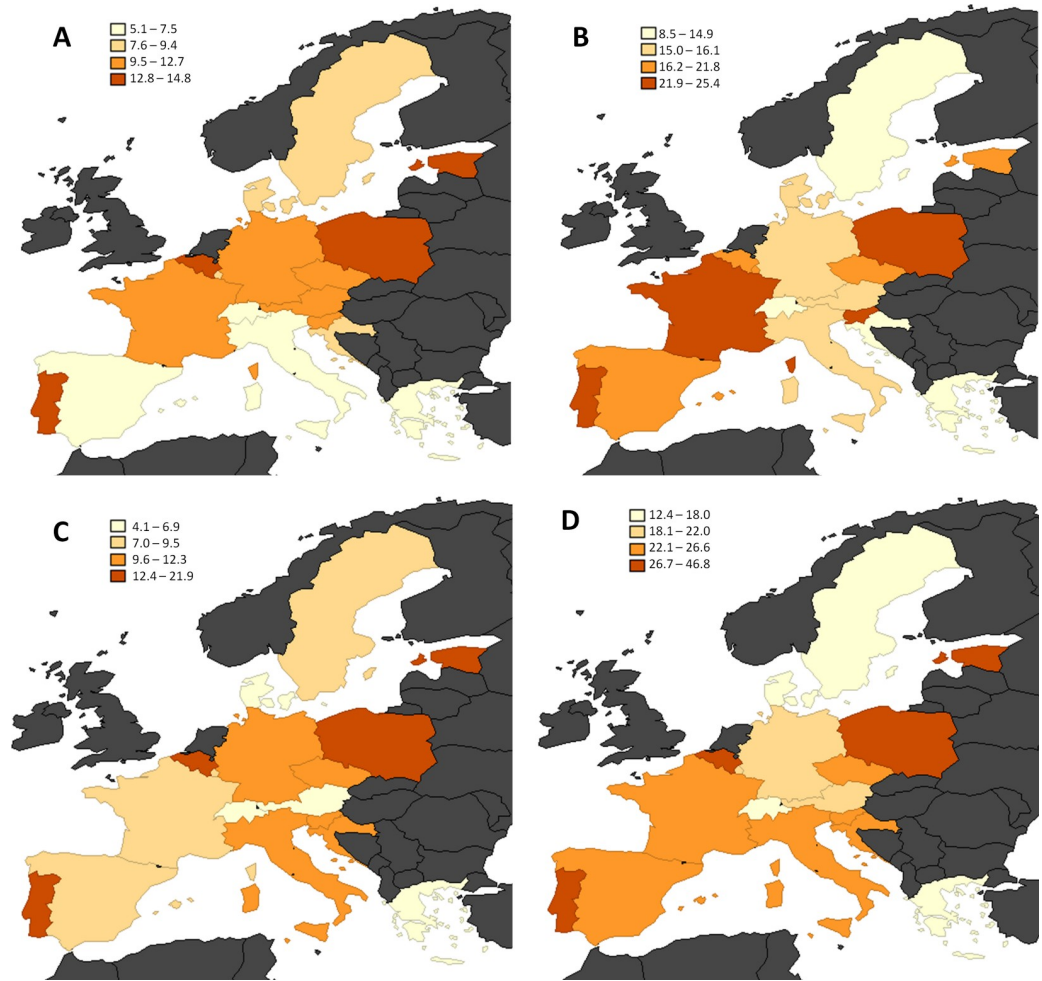 A
5.1 – 7.5
7.6 – 9.4
9.5 – 12.7
12.8 – 14.8
B
8.5 – 14.9
15.0 – 16.1
16.2 – 21.8
21.9 – 25.4
C
4.1 – 6.9
7.0 – 9.5
9.6 – 12.3
12.4 – 21.9
D
12.4 – 18.0
18.1 – 22.0
22.1 – 26.6
26.7 – 46.8